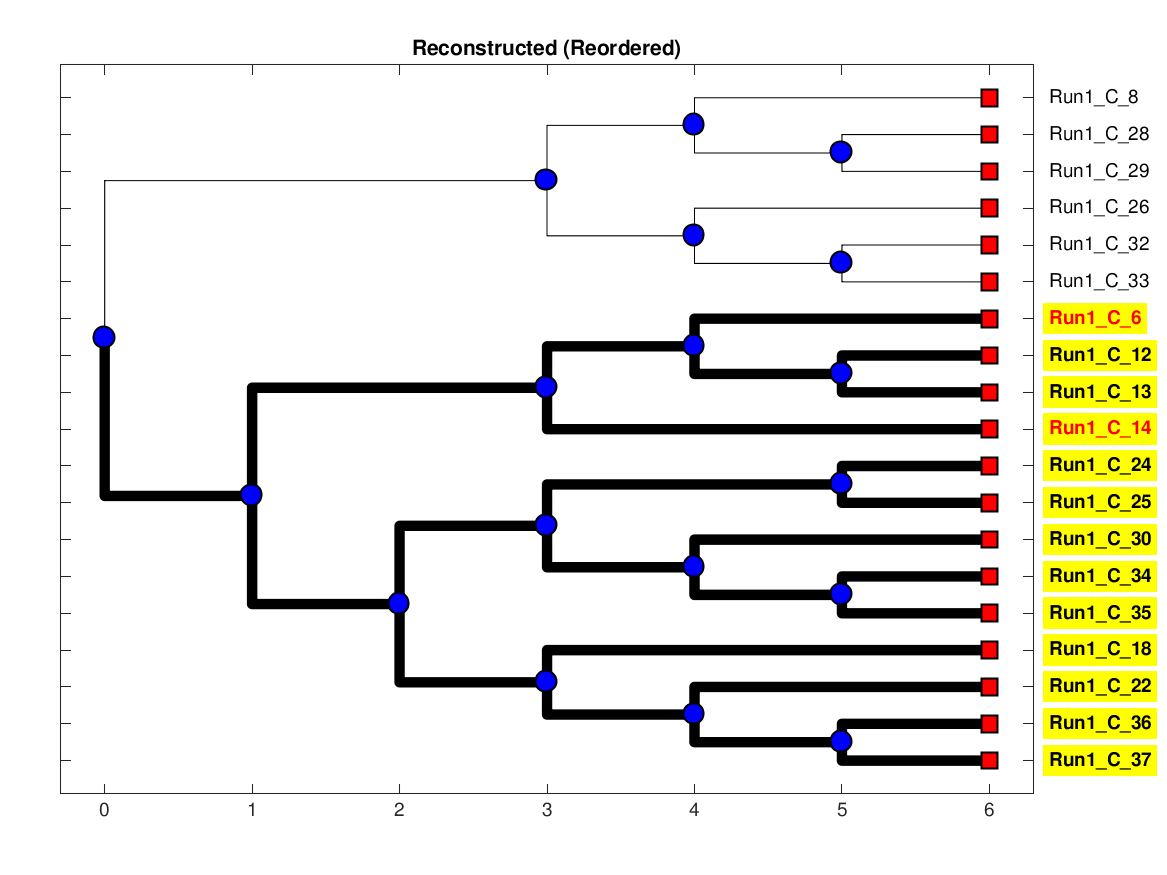 Reconstructed (Reordered)
Run1_C_8
Run1_C_28
Run1_C_29
Run1_C_26
Run1_C_32
Run1_C_33
Run1_C_6
Run1_C_12
Run1_C_13
Run1_C_14
Run1_C_24
Run1_C_25
Run1_C_30
Run1_C_34
Run1_C_35
Run1_C_18
Run1_C_22
Run1_C_36
Run1_C_37
0 1 2 3 4 5 6